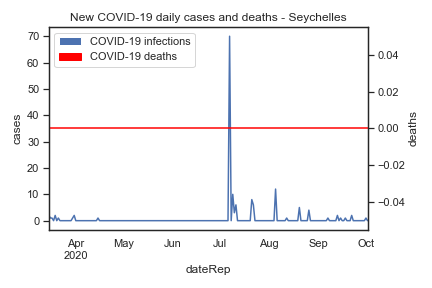 New COVID-19 daily cases and deaths - Seychelles
COVID-19 infections
COVID-19 deaths
70
60
50
40
30
20
10
0
cases
0.04
0.02
0.00
−0.02
−0.04
deaths
Apr May Jun Jul Aug Sep Oct
2020
dateRep